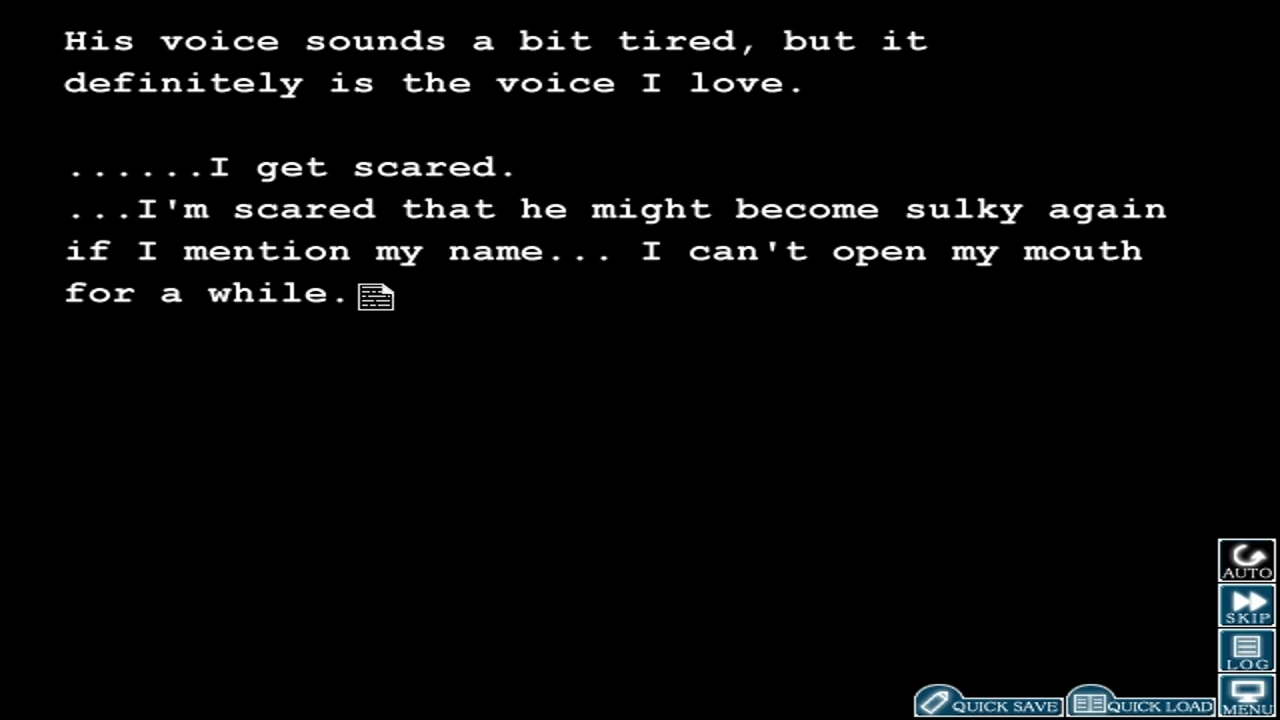 His voice sounds a bit tired, but it
definitely is the voice I love.
......I get scared.
...I'm scared that he might become sulky again
if I mention my name... I can't open my mouth
for a while.
AUTO
SKIP
LOG
QUICK SAVE
QUICK LOAD
MENU